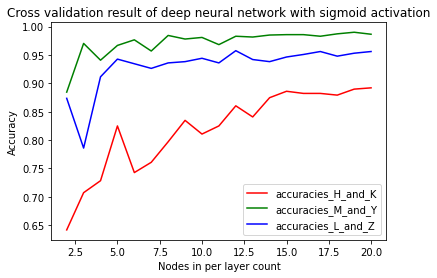 Cross validation result of deep neural network with sigmoid activation
1.00
0.95
0.90
0.85
0.80
0.75
0.70
0.65
Accuracy
accuracies_H_and_K
accuracies_M_and_Y
accuracies_L_and_Z
2.5 5.0 7.5 10.0 12.5 15.0 17.5 20.0
Nodes in per layer count